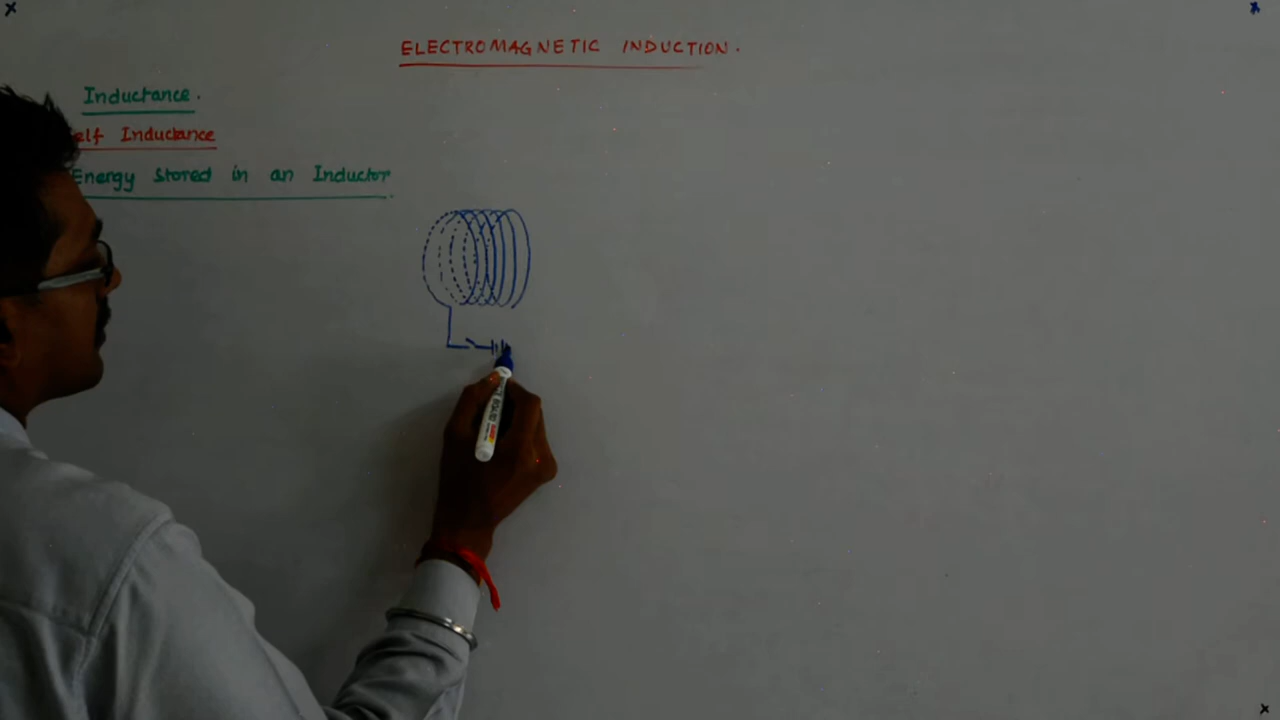 ELECTROMAGNETIC INDUCTION.
Inductance.
elf Inductance
Energy Stored in an Inductor